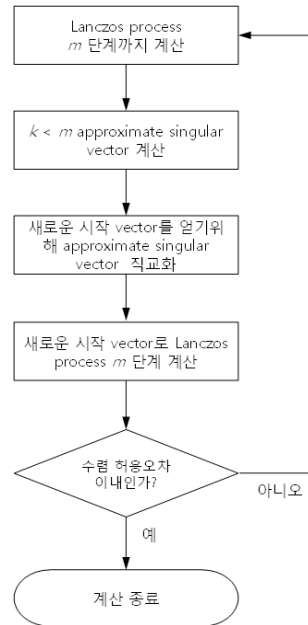 Lanczos process
m 단계까지 계산
k < m approximate singular
vector 계산
새로운 시작 vector를 얻기위
해 approximate singular
vector 직교화
새로운 시작 vector로 Lanczos
process m 단계 계산
수렴 허용오차
이내인가?
아니오
예
계산 종료